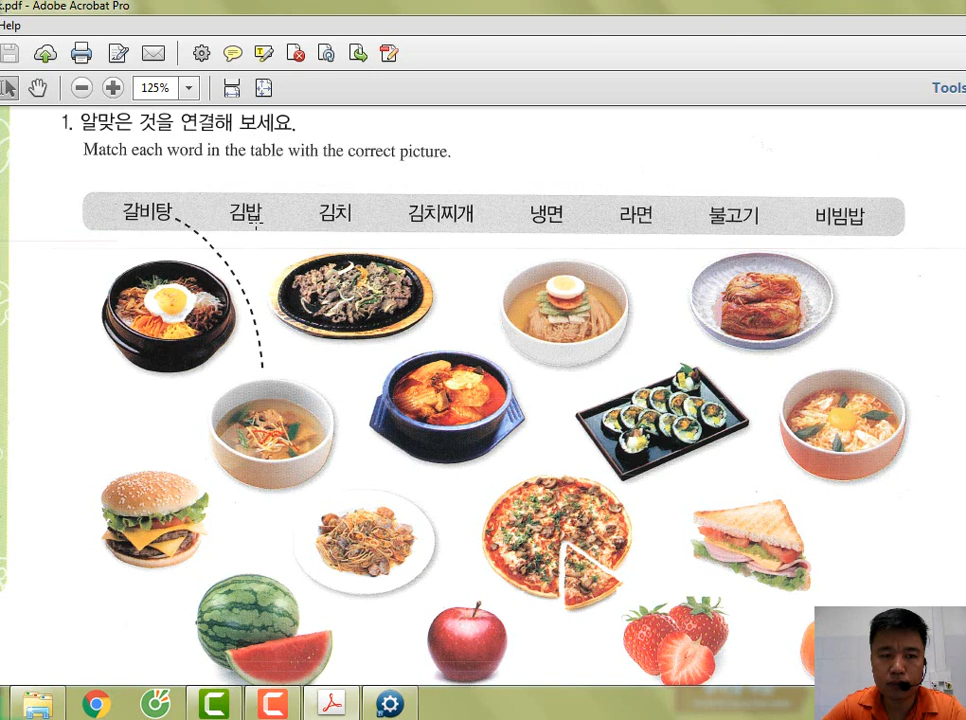 k.pdf - Adobe Acrobat Pro
Help
125%
Tools
1. 알맞은 것을 연결해 보세요.
Match each word in the table with the correct picture.
갈비탕 김밥 김치 김치찌개 냉면 라면 불고기 비빔밥